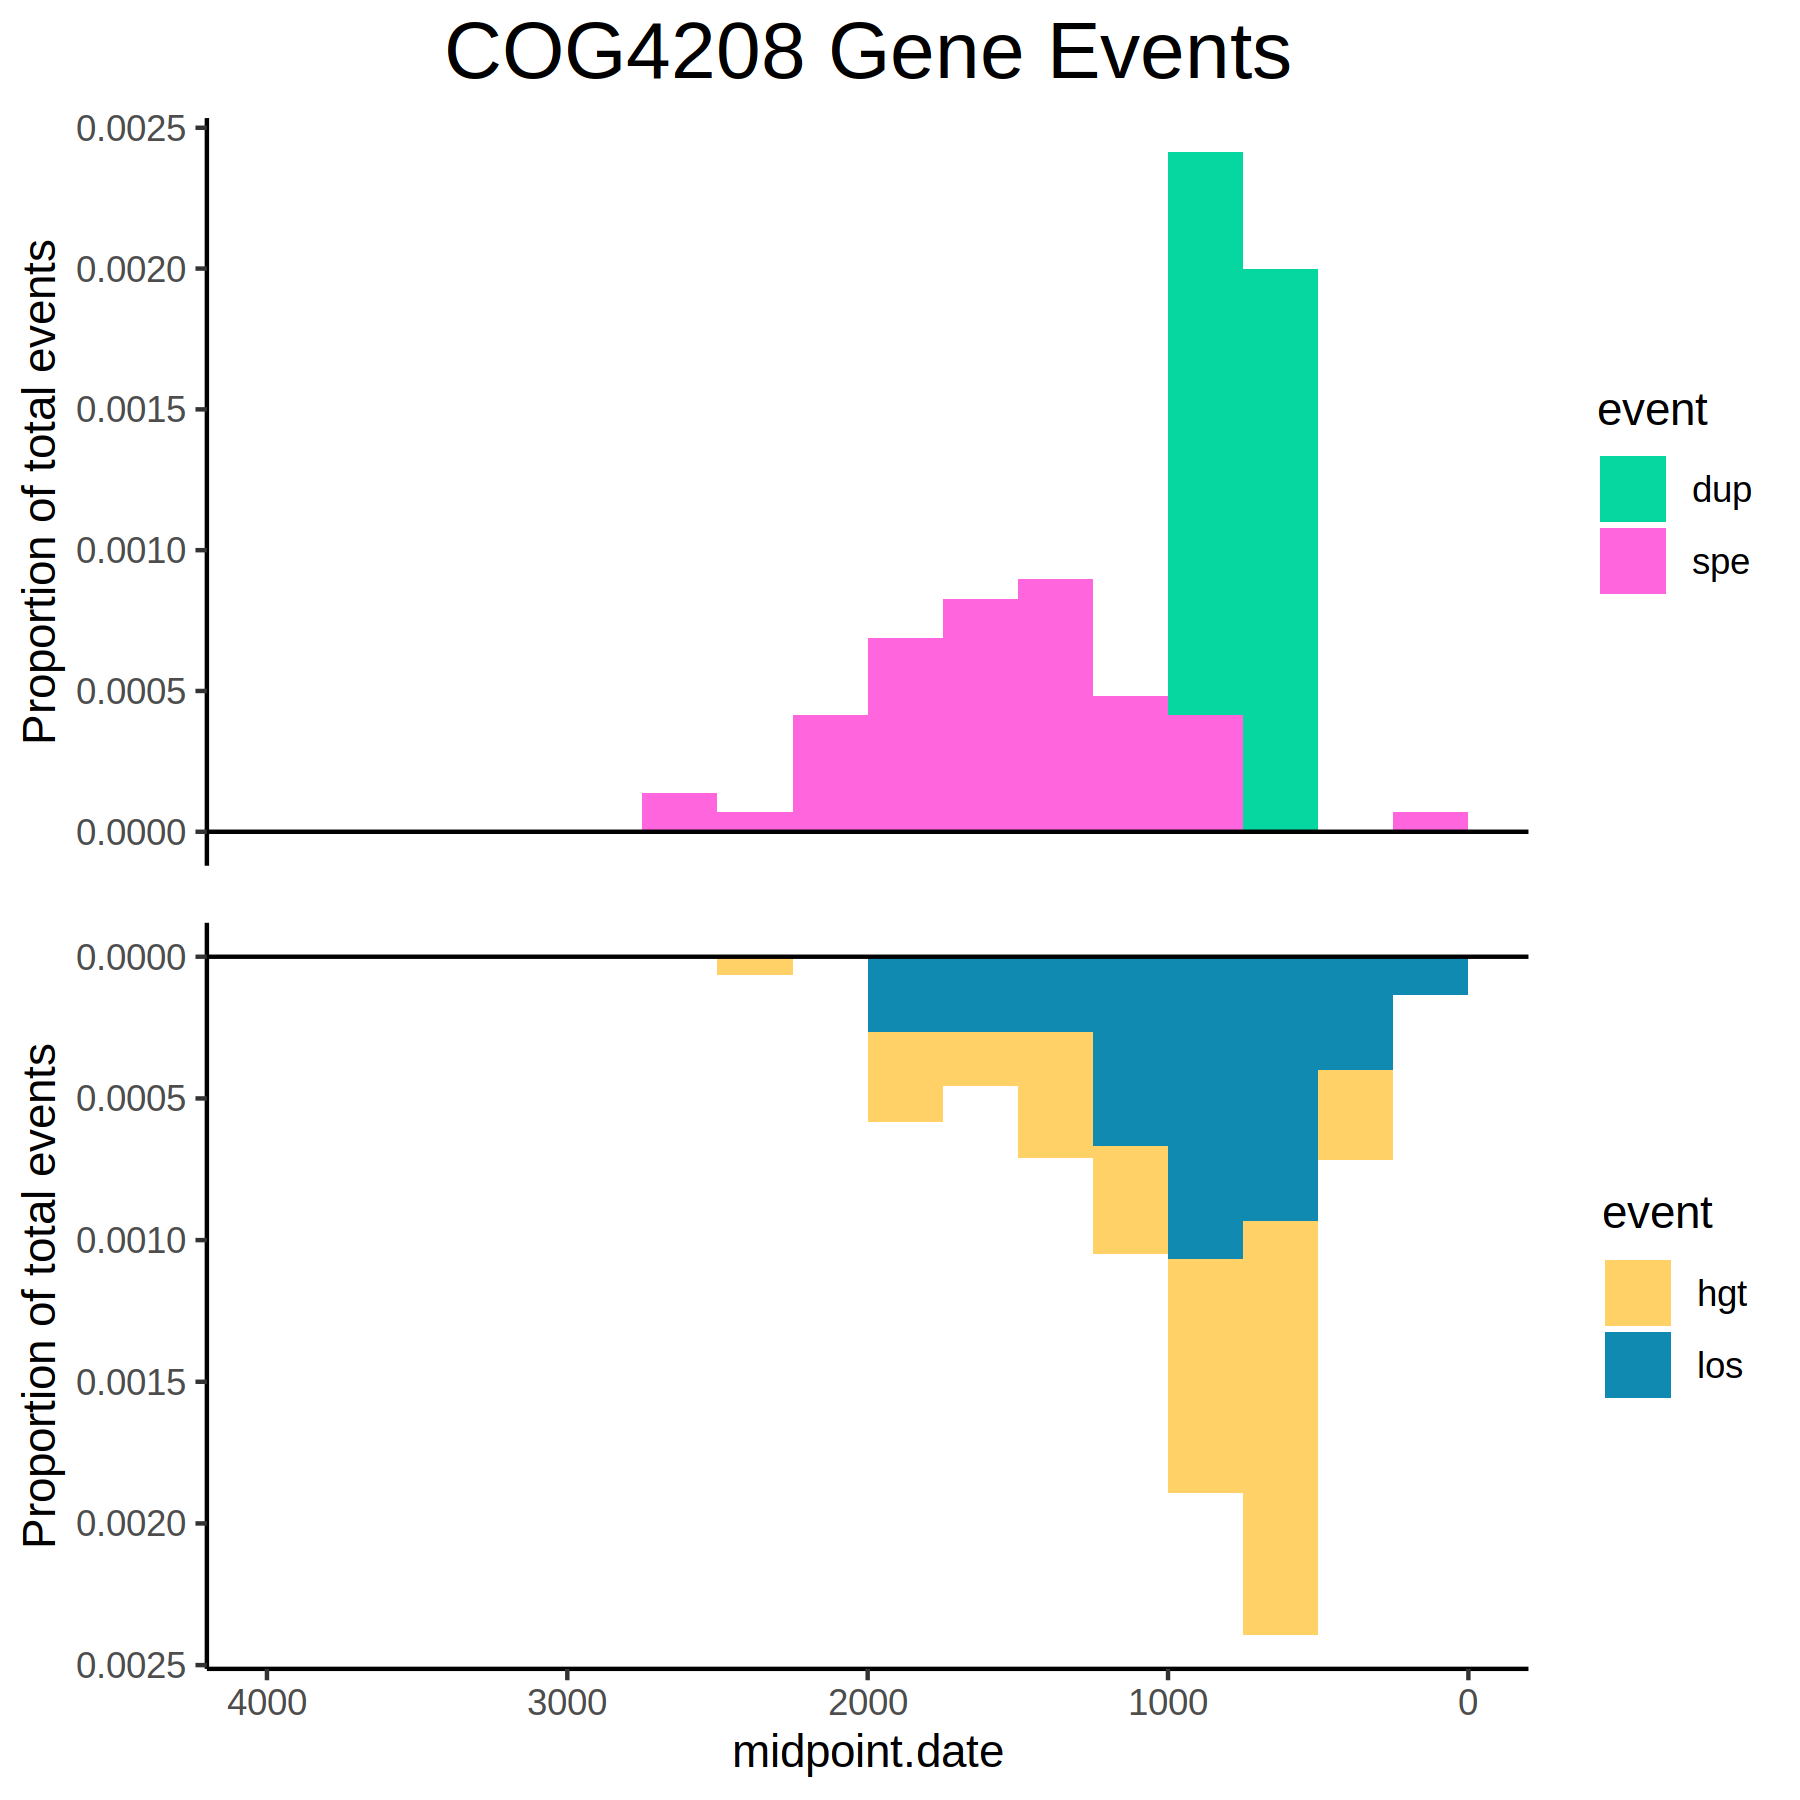 COG4208 Gene Events
Proportion of total events
0.0025
0.0020
0.0015
0.0010
0.0005
0.0000
event
dup
spe
Proportion of total events
0.0000
0.0005
0.0010
0.0015
0.0020
0.0025
event
hgt
los
4000 3000 2000 1000 0
midpoint.date